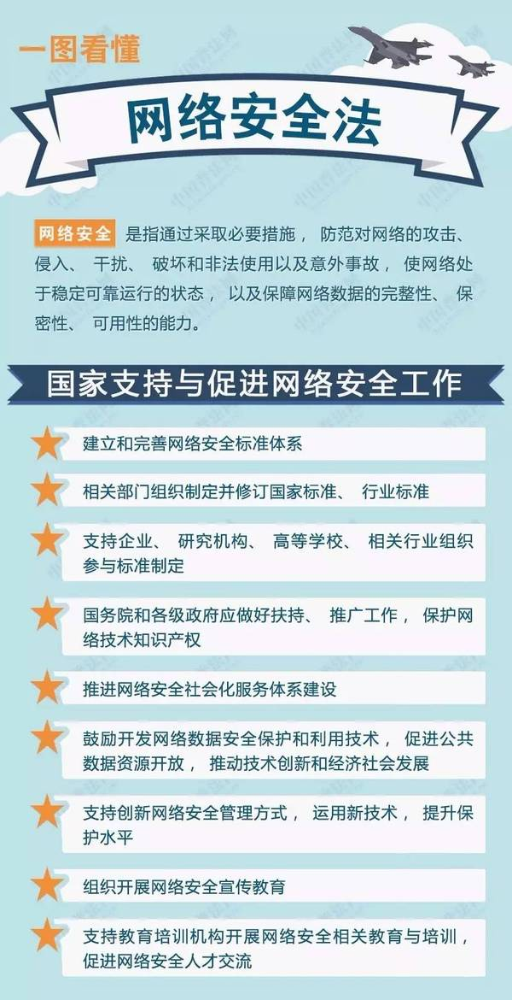 一图看懂
网络安全法
网络安全 是指通过采取必要措施，防范对网络的攻击、
侵入、干扰、破坏和非法使用以及意外事故，使网络处
于稳定可靠运行的状态，以及保障网络数据的完整性、保
密性、可用性的能力。
国家支持与促进网络安全工作
建立和完善网络安全标准体系
相关部门组织制定并修订国家标准、行业标准
支持企业、研究机构、高等学校、相关行业组织
参与标准制定
国务院和各级政府应做好扶持、推广工作，保护网
络技术知识产权
推进网络安全社会化服务体系建设
鼓励开发网络数据安全保护和利用技术，促进公共
数据资源开放，推动技术创新和经济社会发展
支持创新网络安全管理方式，运用新技术，提升保
护水平
组织开展网络安全宣传教育
支持教育培训机构开展网络安全相关教育与培训，
促进网络安全人才交流